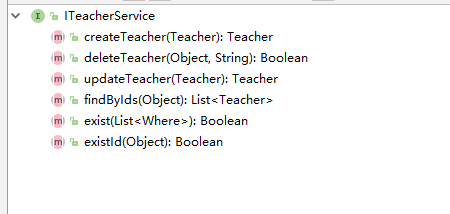 ITeacherService
createTeacher(Teacher): Teacher
deleteTeacher(Object, String): Boolean
updateTeacher(Teacher): Teacher
findByIds(Object): List<Teacher>
exist(List<Where>): Boolean
existId(Object): Boolean